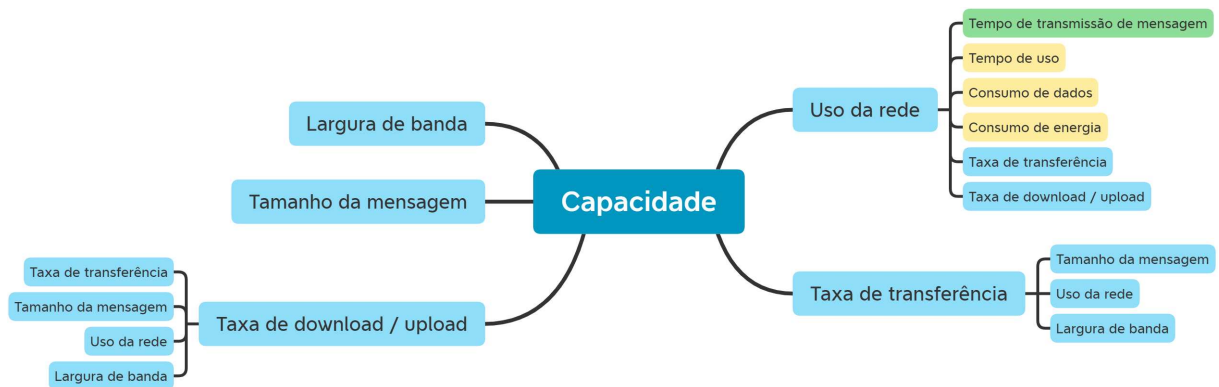 Capacidade
Uso da rede
Tempo de transmissão de mensagem
Tempo de uso
Consumo de dados
Consumo de energia
Taxa de transferência
Taxa de download / upload
Taxa de transferência
Tamanho da mensagem
Uso da rede
Largura de banda
Largura de banda
Tamanho da mensagem
Taxa de download / upload
Taxa de transferência
Tamanho da mensagem
Uso da rede
Largura de banda